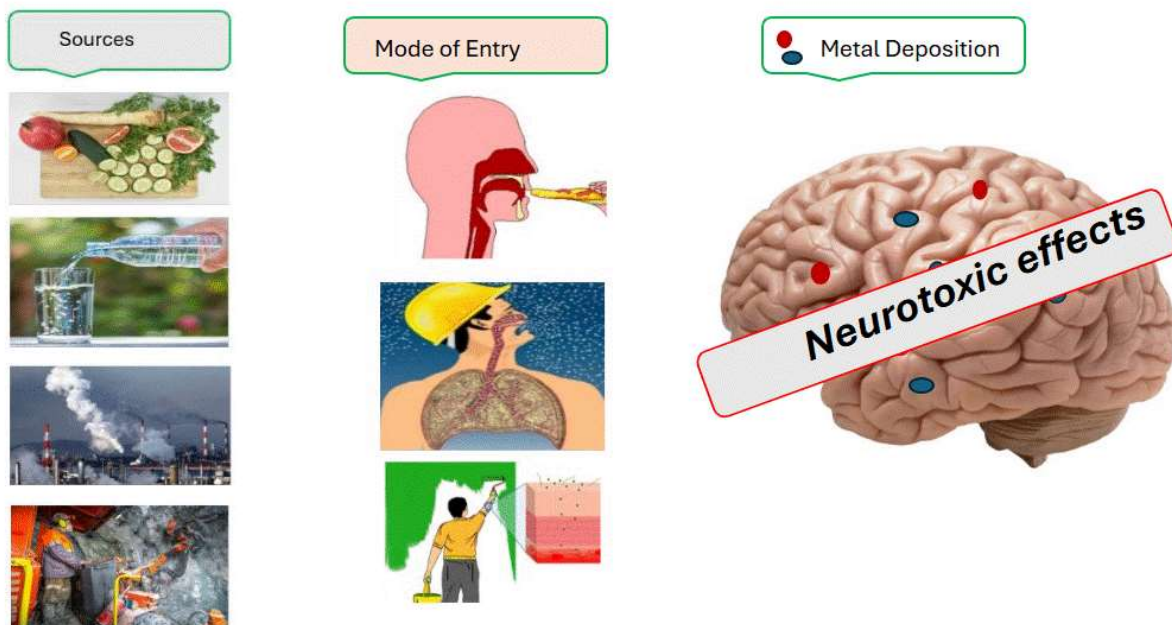 Sources
Mode of Entry
Metal Deposition
Neurotoxic effects